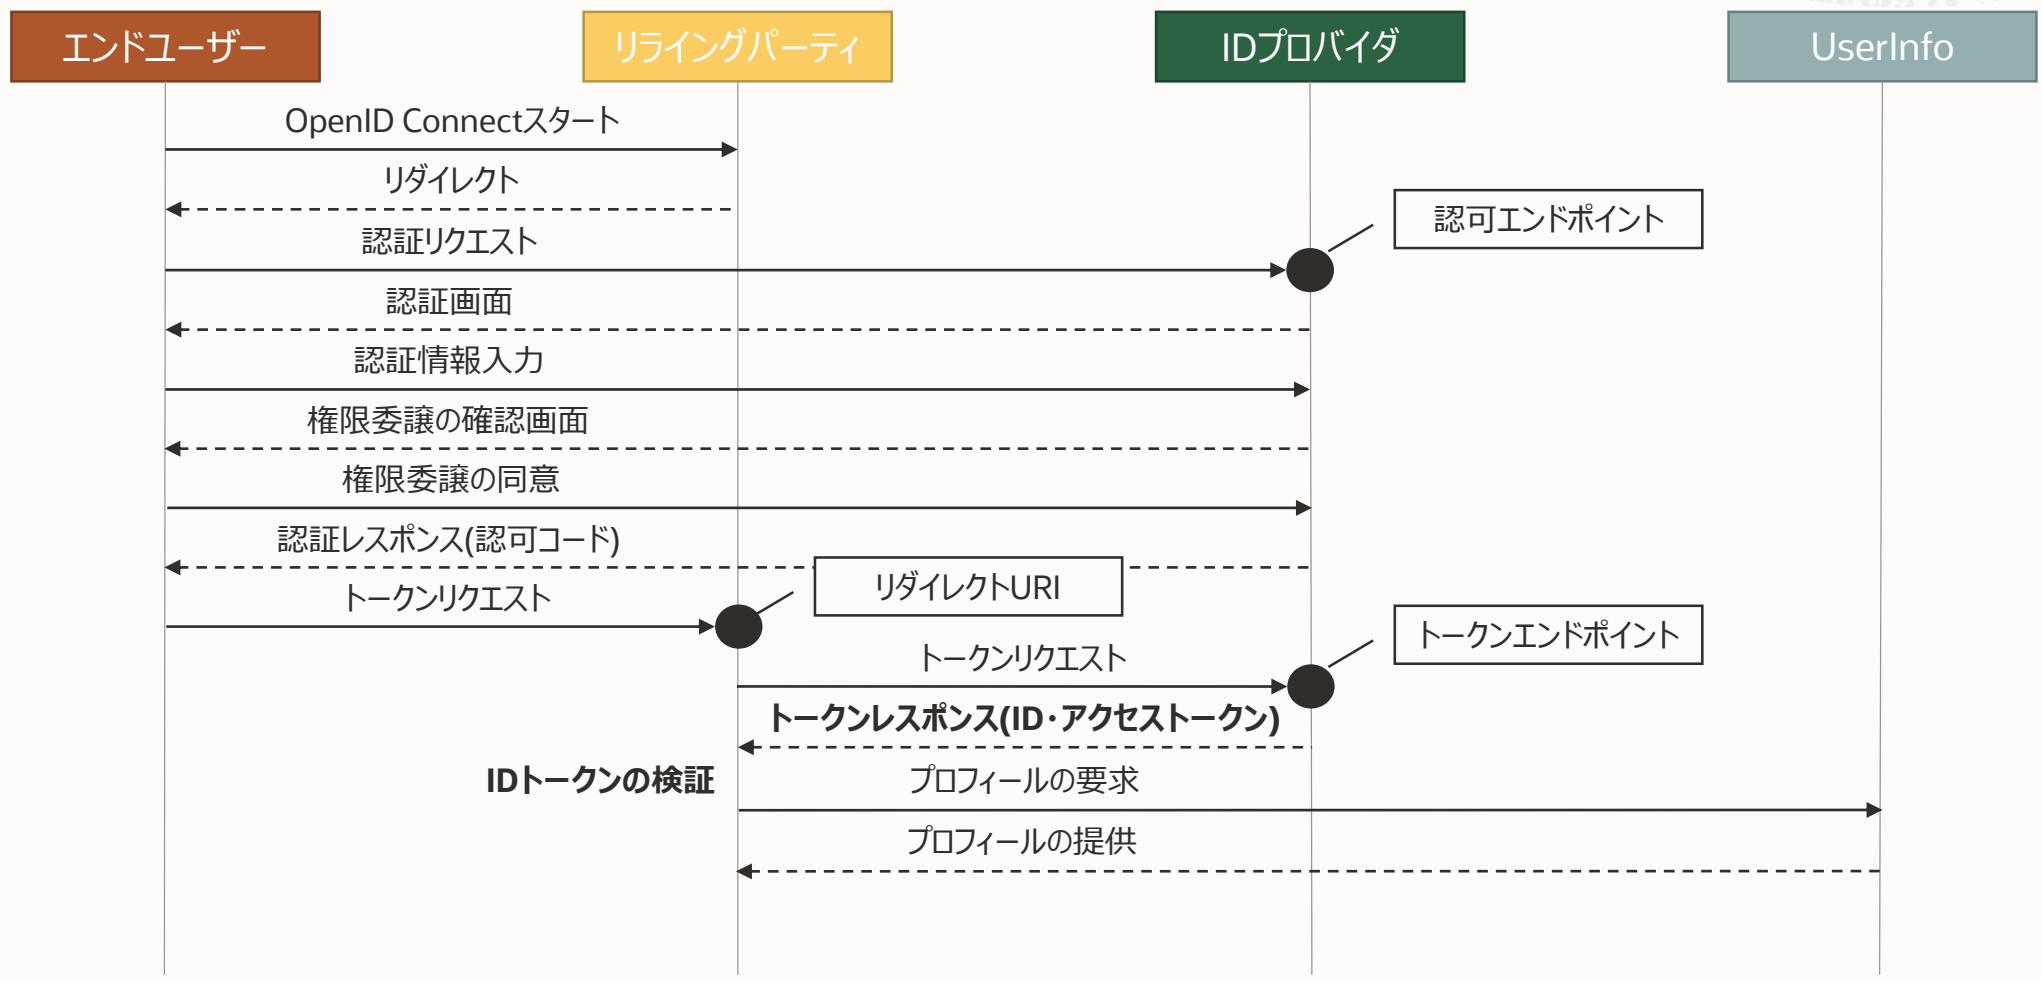 エンドユーザー
リライングパーティ
IDプロバイダ
UserInfo
OpenID Connectスタート
リダイレクト
認可エンドポイント
認証リクエスト
認証画面
認証情報入力
権限委譲の確認画面
権限委譲の同意
認証レスポンス(認可コード)
リダイレクトURI
トークンリクエスト
トークンエンドポイント
トークンリクエスト
トークンレスポンス(ID・アクセストークン)
IDトークンの検証
プロフィールの要求
プロフィールの提供